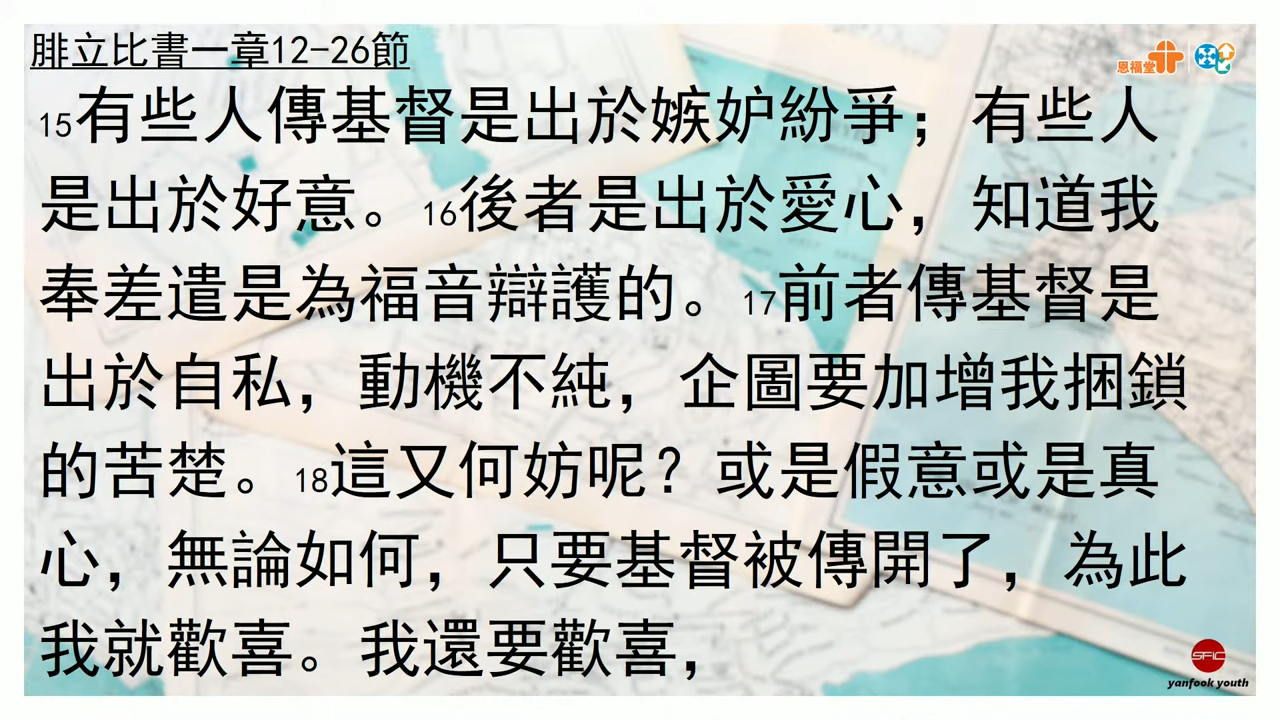 腓立比書一章12-26節
恩福堂
15有些人傳基督是出於嫉妒紛爭；有些人
是出於好意。16後者是出於愛心，知道我
奉差遣是為福音辯護的。17前者傳基督是
出於自私，動機不純，企圖要加增我捆鎖
的苦楚。18這又何妨呢？或是假意或是真
心，無論如何，只要基督被傳開了，為此
我就歡喜。我還要歡喜，
SFIC
yanfook youth